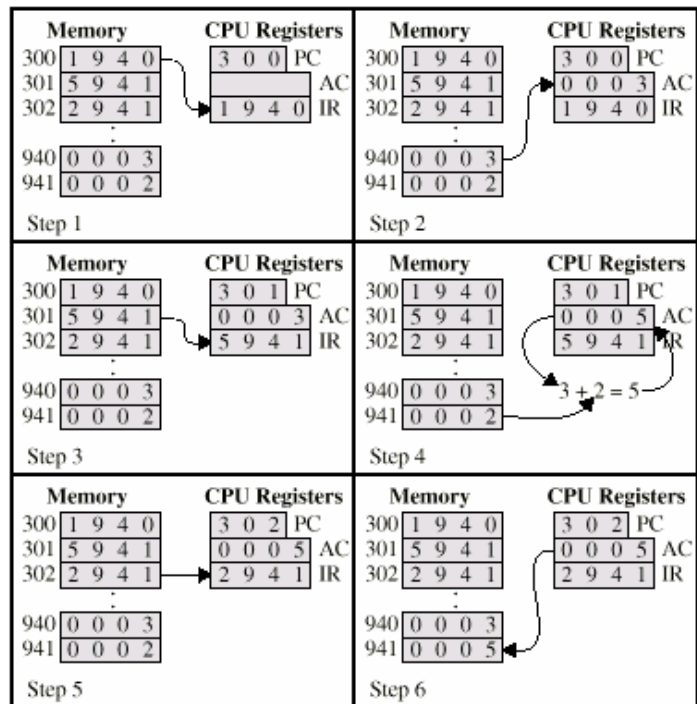 Memory CPU Registers
300 1 9 4 0 3 0 0 PC
301 5 9 4 1 AC
302 2 9 4 1 1 9 4 0 IR
940 0 0 0 3
941 0 0 0 2
Step 1
Memory CPU Registers
300 1 9 4 0 3 0 0 PC
301 5 9 4 1 0 0 0 3 AC
302 2 9 4 1 1 9 4 0 IR
940 0 0 0 3
941 0 0 0 2
Step 2
Memory CPU Registers
300 1 9 4 0 3 0 1 PC
301 5 9 4 1 0 0 0 3 AC
302 2 9 4 1 5 9 4 1 IR
940 0 0 0 3
941 0 0 0 2
Step 3
Memory CPU Registers
300 1 9 4 0 3 0 1 PC
301 5 9 4 1 0 0 0 5 AC
302 2 9 4 1 5 9 4 1 IR
940 0 0 0 3 3 + 2 = 5
941 0 0 0 2
Step 4
Memory CPU Registers
300 1 9 4 0 3 0 2 PC
301 5 9 4 1 0 0 0 5 AC
302 2 9 4 1 2 9 4 1 IR
940 0 0 0 3
941 0 0 0 2
Step 5
Memory CPU Registers
300 1 9 4 0 3 0 2 PC
301 5 9 4 1 0 0 0 5 AC
302 2 9 4 1 2 9 4 1 IR
940 0 0 0 3
941 0 0 0 5
Step 6